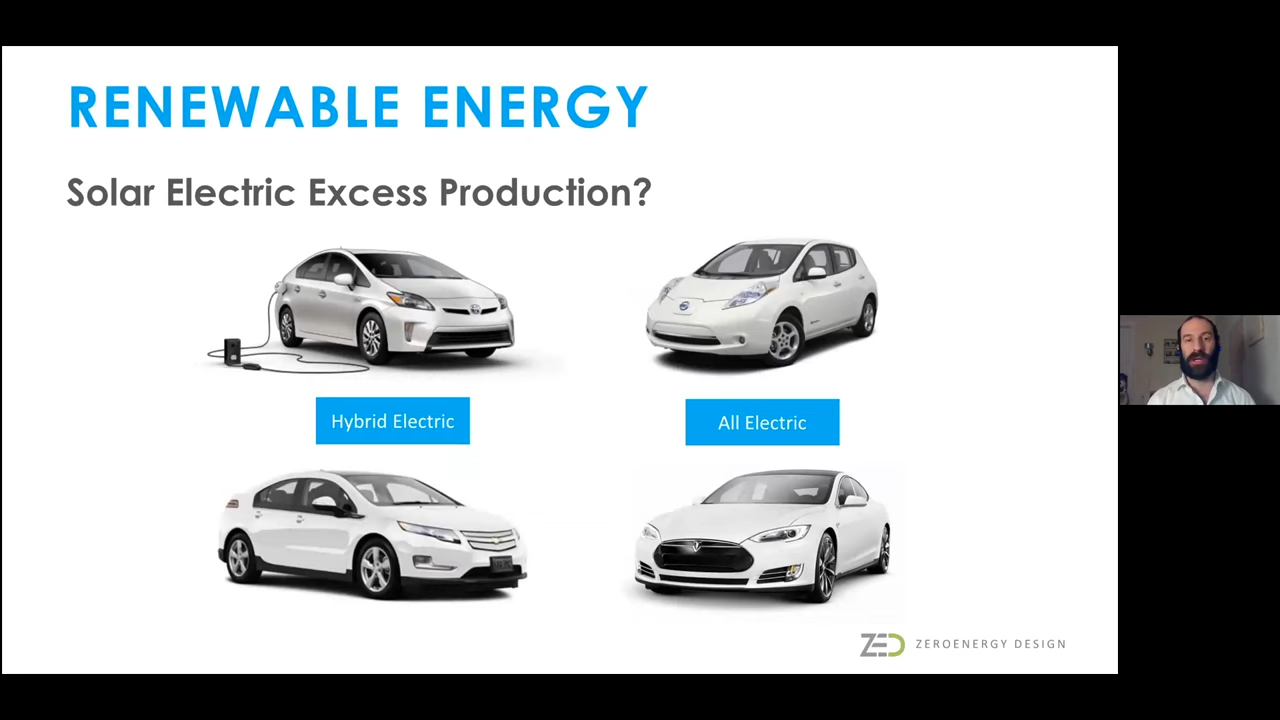 RENEWABLE ENERGY
Solar Electric Excess Production?
Hybrid Electric
All Electric
ZED ZEROENERGY DESIGN